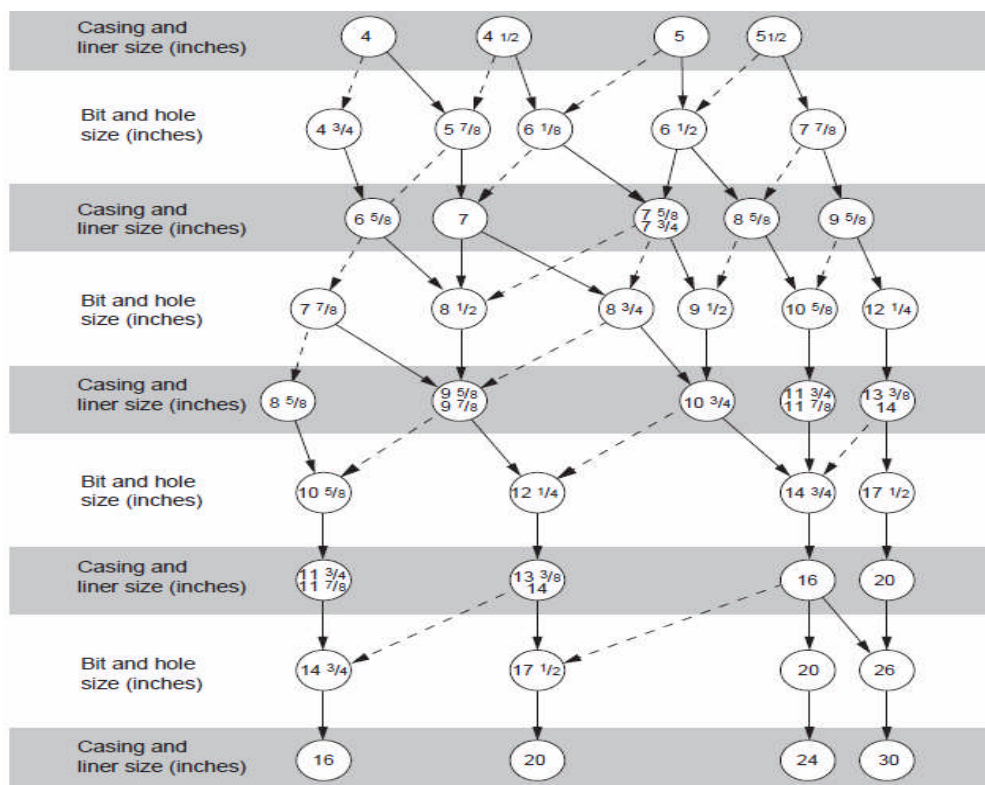 Casing and
liner size (inches)
4
4 1/2
5
5 1/2
Bit and hole
size (inches)
4 3/4
5 7/8
6 1/8
6 1/2
7 7/8
Casing and
liner size (inches)
6 5/8
7
7 5/8
7 3/4
8 5/8
9 5/8
Bit and hole
size (inches)
7 7/8
8 1/2
8 3/4
9 1/2
10 5/8
12 1/4
Casing and
liner size (inches)
8 5/8
9 5/8
9 7/8
10 3/4
11 3/4
11 7/8
13 3/8
14
Bit and hole
size (inches)
10 5/8
12 1/4
14 3/4
17 1/2
Casing and
liner size (inches)
11 3/4
11 7/8
13 3/8
14
16
20
Bit and hole
size (inches)
14 3/4
17 1/2
20
26
Casing and
liner size (inches)
16
20
24
30